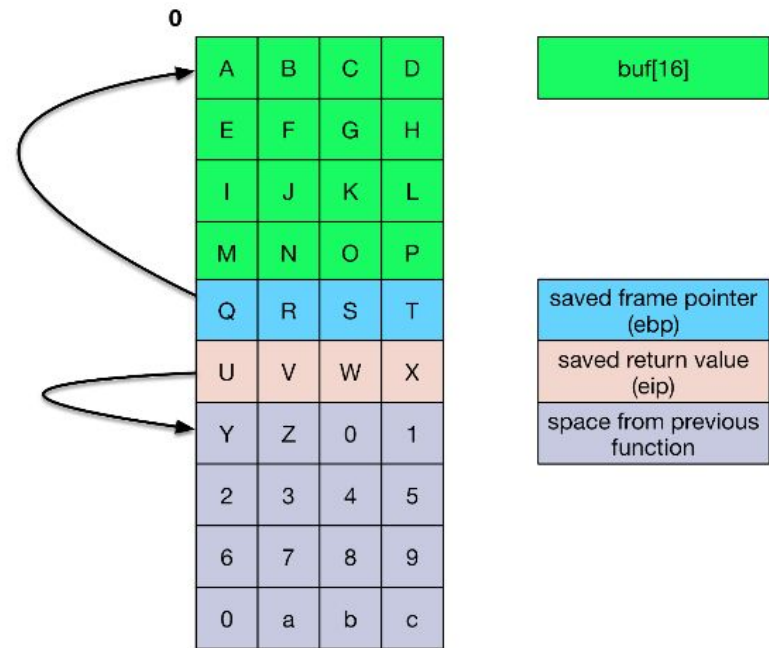 0
A B C D
buf[16]
E F G H
I J K L
M N O P
Q R S T
saved frame pointer
(ebp)
U V W X
saved return value
(eip)
Y Z 0 1
space from previous
function
2 3 4 5
6 7 8 9
0 a b c